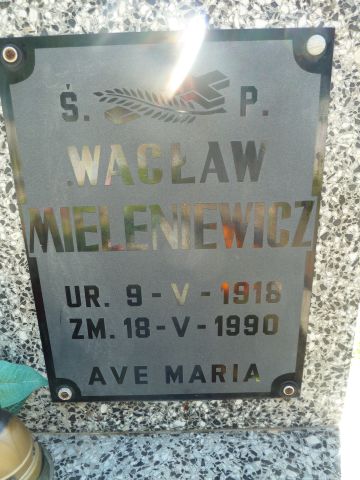 Ś. P.
WACŁAW
MIELENIEWICZ
UR. 9-V-1918
ZM. 18-V-1990
AVE MARIA